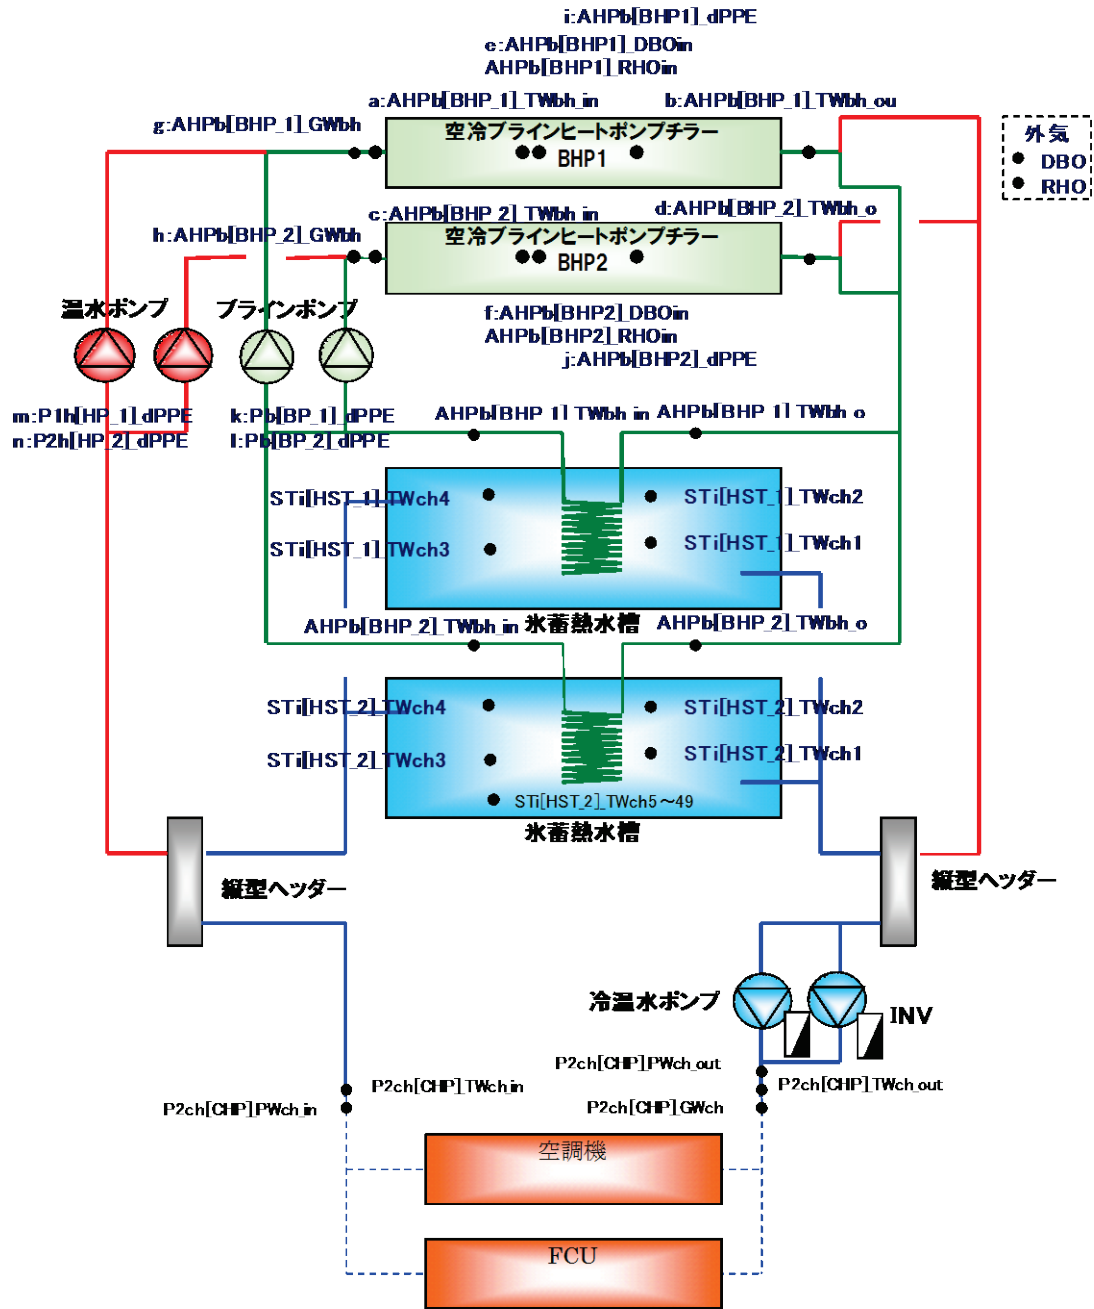 i:AHPb[BHP1]_dPPE
e:AHPb[BHP1]_DBOin
AHPb[BHP1]_RHOin
a:AHPb[BHP_1]_TWbh_in
b:AHPb[BHP_1]_TWbh_ou
g:AHPb[BHP_1]_GWbh
空冷ブラインヒートポンプチラー
BHP1
外気
DBO
RHO
c:AHPb[BHP_2]_TWbh_in
d:AHPb[BHP_2]_TWbh_o
h:AHPb[BHP_2]_GWbh
空冷ブラインヒートポンプチラー
BHP2
温水ポンプ
ブラインポンプ
f:AHPb[BHP2]_DBOin
AHPb[BHP2]_RHOin
j:AHPb[BHP2]_dPPE
m:P1h[HP_1]_dPPE
k:Pb[BP_1]_dPPE
AHPb[BHP_1]_TWbh_in
AHPb[BHP_1]_TWbh_o
n:P2h[HP_2]_dPPE
l:Pb[BP_2]_dPPE
STi[HST_1]_TWch4
STi[HST_1]_TWch2
STi[HST_1]_TWch3
STi[HST_1]_TWch1
氷蓄熱水槽
AHPb[BHP_2]_TWbh_in
AHPb[BHP_2]_TWbh_o
STi[HST_2]_TWch4
STi[HST_2]_TWch2
STi[HST_2]_TWch3
STi[HST_2]_TWch1
STi[HST_2]_TWch5～49
氷蓄熱水槽
縦型ヘッダー
縦型ヘッダー
冷温水ポンプ
INV
P2ch[CHP]_PWch_out
P2ch[CHP]_TWch_in
P2ch[CHP]_TWch_out
P2ch[CHP]_PWch_in
P2ch[CHP]_GWch
空調機
FCU